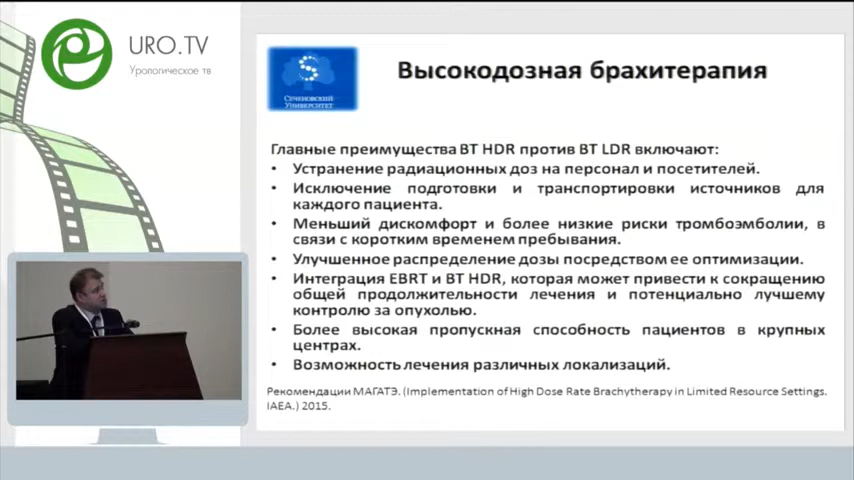 URO.TV
Урологическое тв
Сеченовский
Университет
Высокодозная брахитерапия
Главные преимущества BT HDR против BT LDR включают:
• Устранение радиационных доз на персонал и посетителей.
• Исключение подготовки и транспортировки источников для
каждого пациента.
• Меньший дискомфорт и более низкие риски тромбоэмболии, в
связи с коротким временем пребывания.
• Улучшенное распределение дозы посредством ее оптимизации.
• Интеграция EBRT и BT HDR, которая может привести к сокращению
общей продолжительности лечения и потенциально лучшему
контролю за опухолью.
• Более высокая пропускная способность пациентов в крупных
центрах.
• Возможность лечения различных локализаций.
Рекомендации МАГАТЭ. (Implementation of High Dose Rate Brachytherapy in Limited Resource Settings.
IAEA.) 2015.